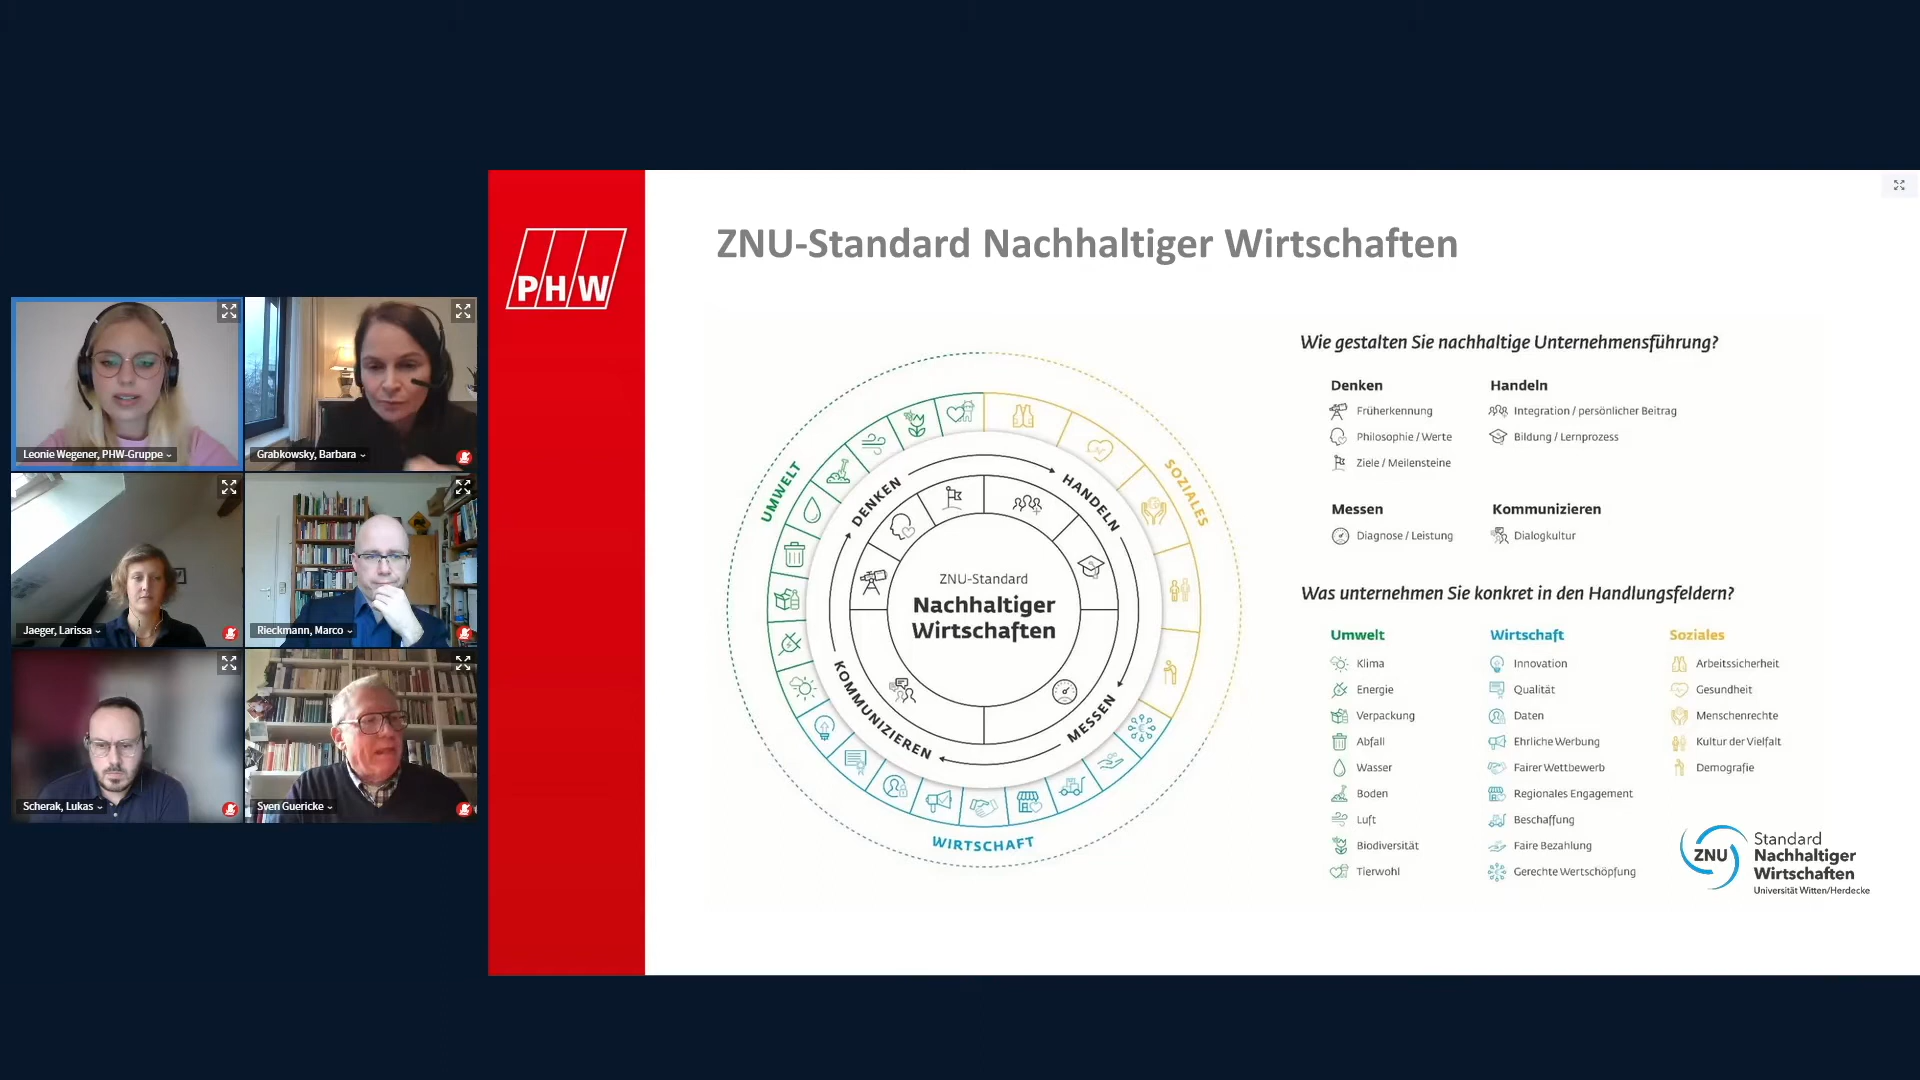 PHW
ZNU-Standard Nachhaltiger Wirtschaften
Leonie Wegener, PHW-Gruppe
Grabkowsky, Barbara
Jaeger, Larissa
Rieckmann, Marco
Scherak, Lukas
Sven Guericke
UMWELT
SOZIALES
WIRTSCHAFT
DENKEN
HANDELN
MESSEN
KOMMUNIZIEREN
ZNU-Standard
Nachhaltiger
Wirtschaften
Wie gestalten Sie nachhaltige Unternehmensführung?
Denken
Früherkennung
Philosophie / Werte
Ziele / Meilensteine
Handeln
Integration / persönlicher Beitrag
Bildung / Lernprozess
Messen
Diagnose / Leistung
Kommunizieren
Dialogkultur
Was unternehmen Sie konkret in den Handlungsfeldern?
Umwelt
Klima
Energie
Verpackung
Abfall
Wasser
Boden
Luft
Biodiversität
Tierwohl
Wirtschaft
Innovation
Qualität
Daten
Ehrliche Werbung
Fairer Wettbewerb
Regionales Engagement
Beschaffung
Faire Bezahlung
Gerechte Wertschöpfung
Soziales
Arbeitssicherheit
Gesundheit
Menschenrechte
Kultur der Vielfalt
Demografie
ZNU
Standard
Nachhaltiger
Wirtschaften
Universität Witten/Herdecke